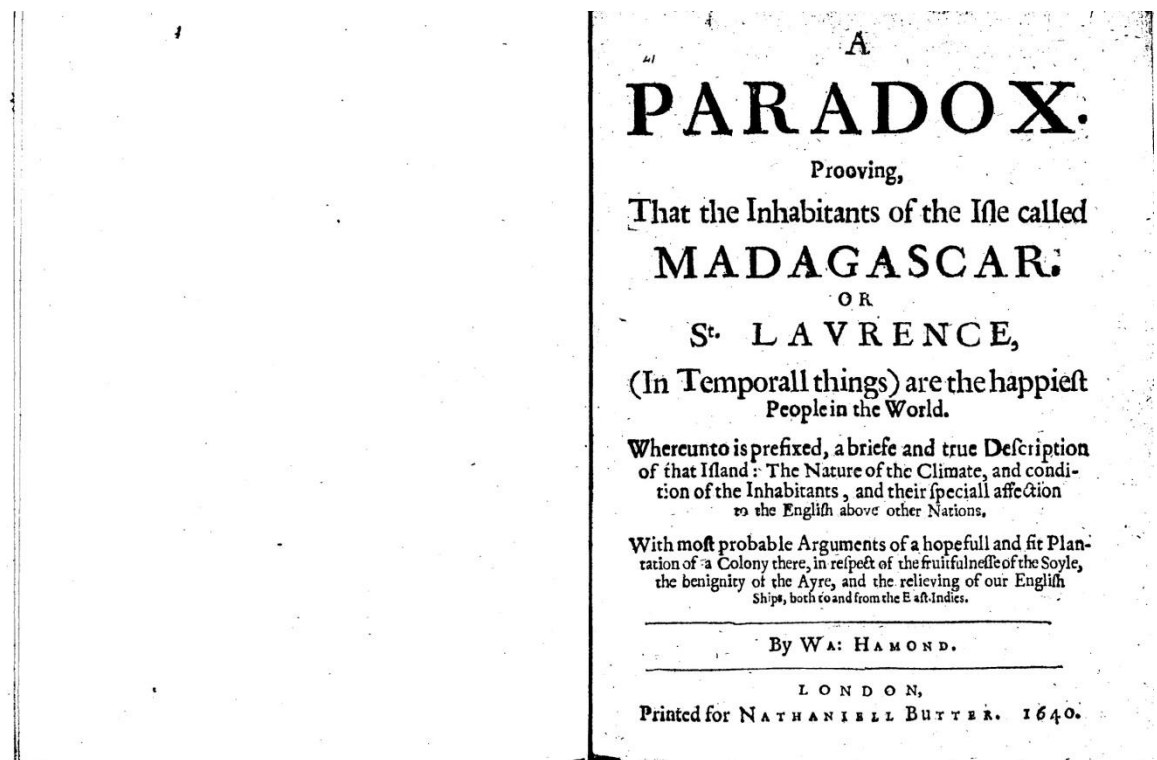 A
PARADOX.
Prooving,
That the Inhabitants of the Iſle called
MADAGASCAR:
OR
St. LAVRENCE,
(In Temporall things) are the happieſt
People in the World.
Whereunto is prefixed, a briefe and true Deſcription
of that Iſland: The Nature of the Climate, and condi-
tion of the Inhabitants, and their ſpeciall affection
to the Engliſh above other Nations.
With moſt probable Arguments of a hopefull and fit Plan-
tation of a Colony there, in reſpect of the fruitfulneſſe of the Soyle,
the benignity of the Ayre, and the relieving of our Engliſh
Ships, both to and from the Eaſt-Indies.
By WA: HAMOND.
LONDON,
Printed for NATHANIELL BUTTER. 1640.